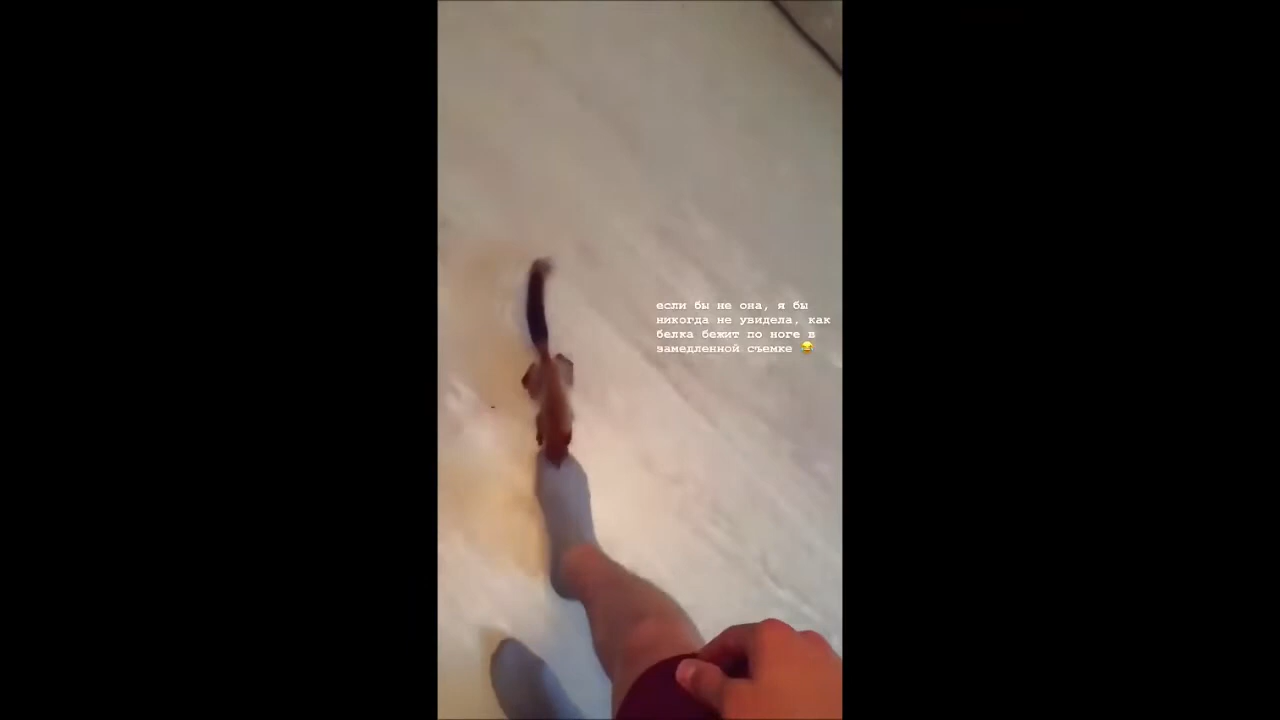 если бы не она, я бы
никогда не увидела, как
белка бежит по ноге в
замедленной съемке 😂